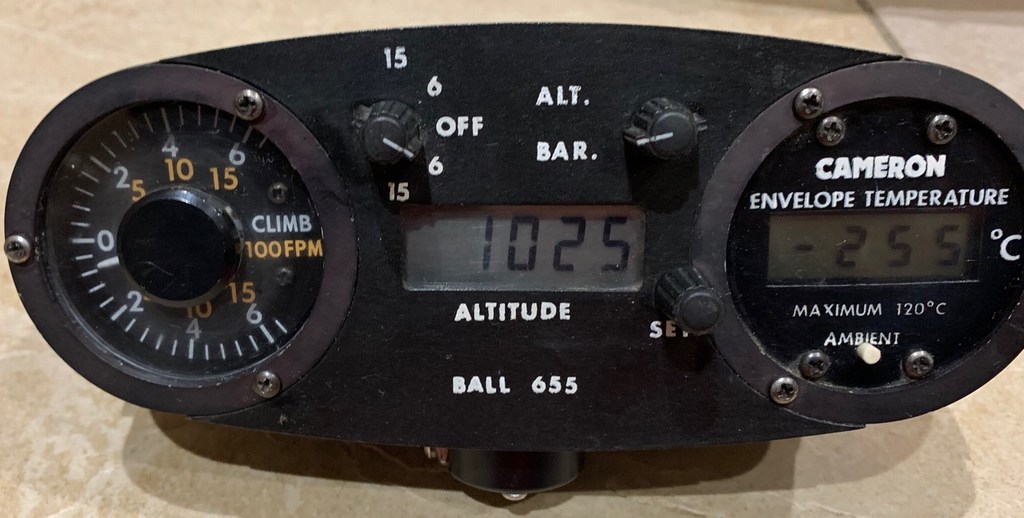 15
6
OFF
6
15
ALT.
BAR.
4
6
2
10
15
5
CLIMB
0
100FPM
15
2
10
4
6
1025
ALTITUDE
SET
BALL 655
CAMERON
ENVELOPE TEMPERATURE
-255
°C
MAXIMUM 120°C
AMBIENT